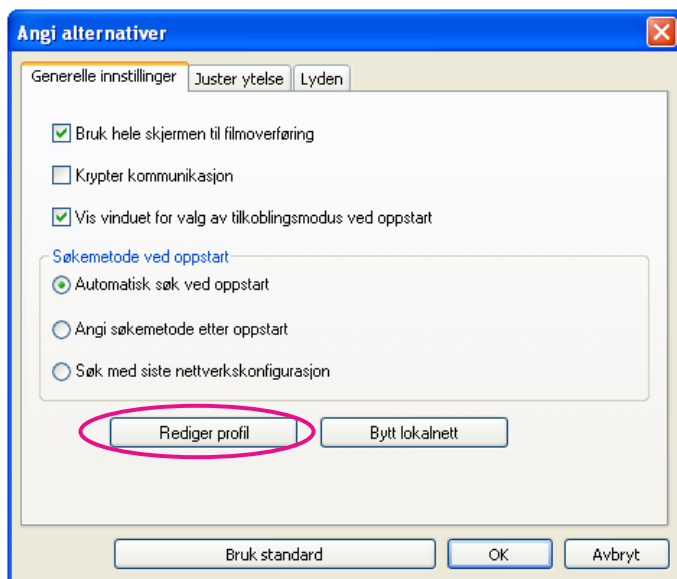 Angi alternativer
Generelle innstillinger Juster ytelse Lyden
Bruk hele skjermen til filmoverføring
Krypter kommunikasjon
Vis vinduet for valg av tilkoblingsmodus ved oppstart
Søkemetode ved oppstart
Automatisk søk ved oppstart
Angi søkemetode etter oppstart
Søk med siste nettverkskonfigurasjon
Rediger profil Bytt lokalnett
Bruk standard OK Avbryt